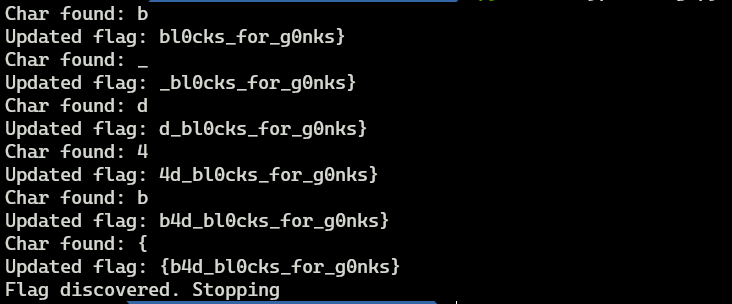 Char found: b
Updated flag: bl0cks_for_g0nks}
Char found: _
Updated flag: _bl0cks_for_g0nks}
Char found: d
Updated flag: d_bl0cks_for_g0nks}
Char found: 4
Updated flag: 4d_bl0cks_for_g0nks}
Char found: b
Updated flag: b4d_bl0cks_for_g0nks}
Char found: {
Updated flag: {b4d_bl0cks_for_g0nks}
Flag discovered. Stopping